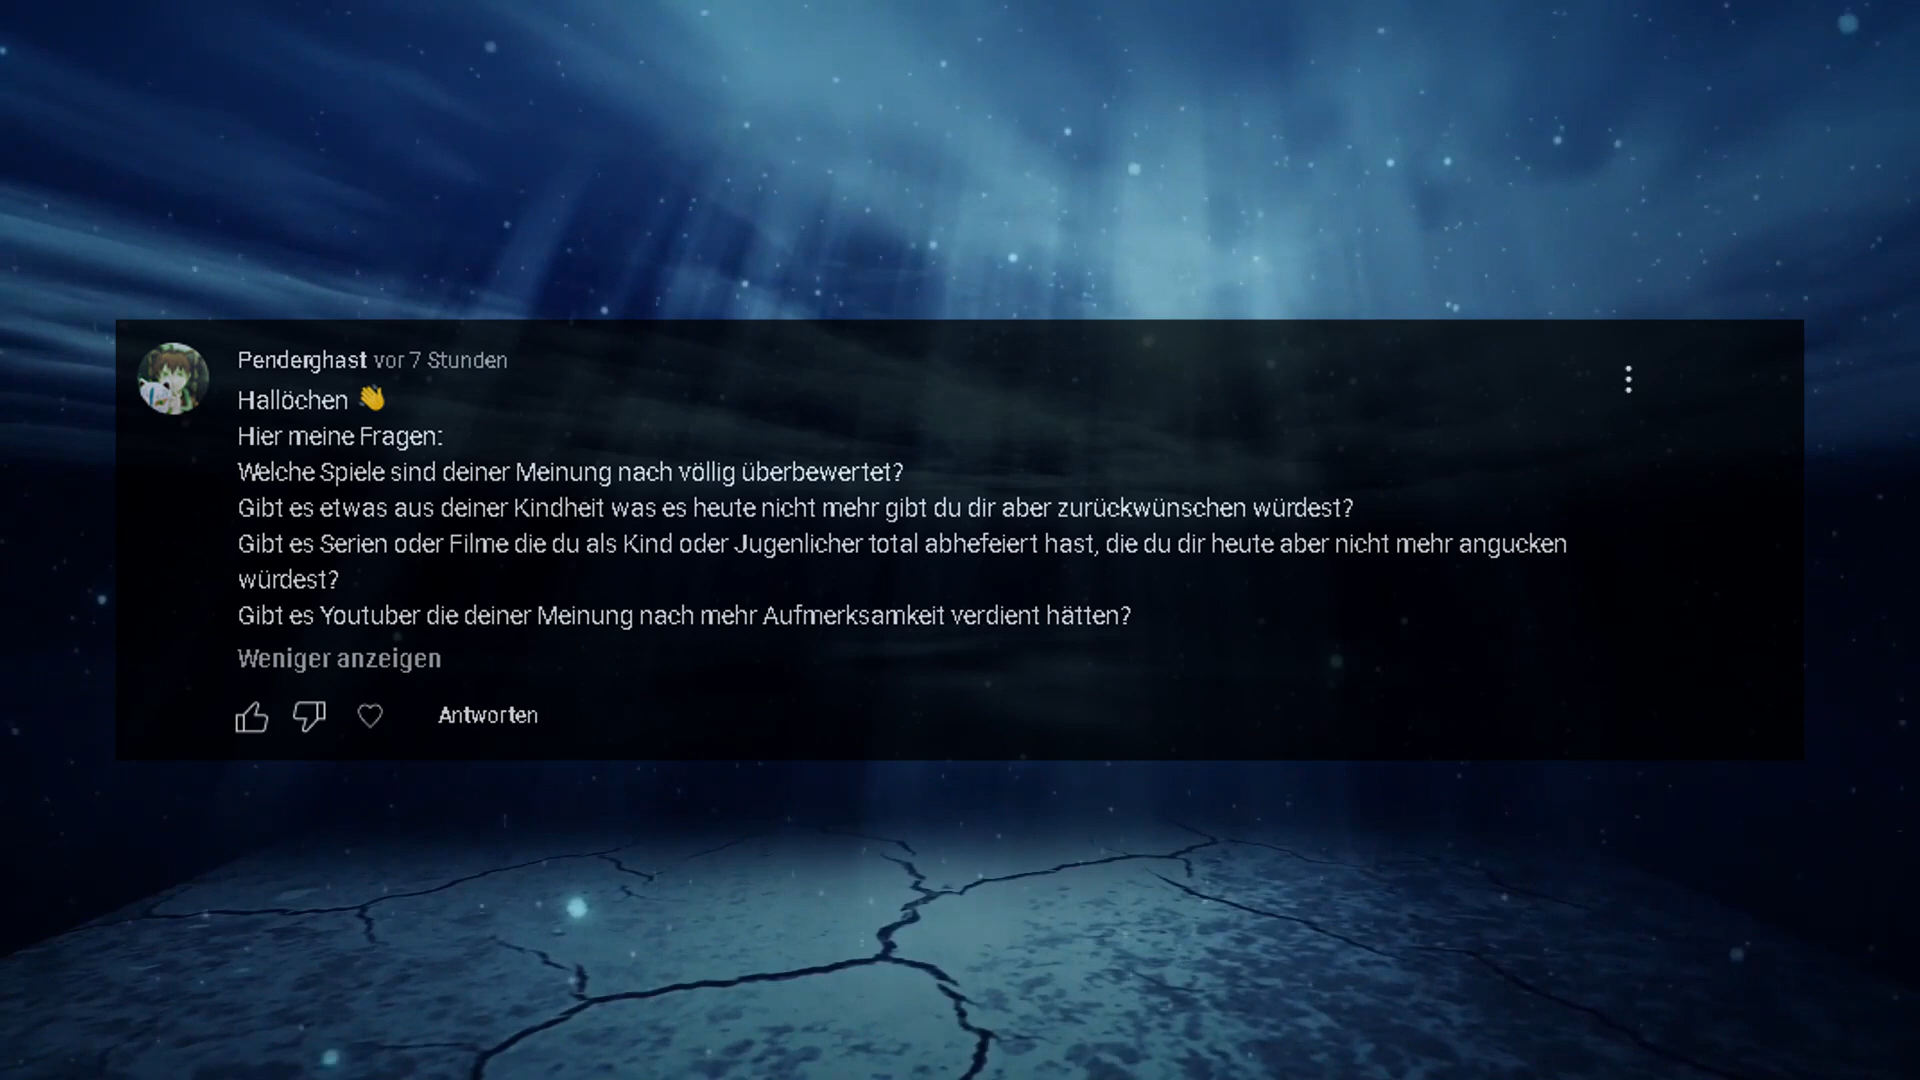 Penderghast vor 7 Stunden
Hallöchen 👋
Hier meine Fragen:
Welche Spiele sind deiner Meinung nach völlig überbewertet?
Gibt es etwas aus deiner Kindheit was es heute nicht mehr gibt du dir aber zurückwünschen würdest?
Gibt es Serien oder Filme die du als Kind oder Jugenlicher total abhefeiert hast, die du dir heute aber nicht mehr angucken
würdest?
Gibt es Youtuber die deiner Meinung nach mehr Aufmerksamkeit verdient hätten?
Weniger anzeigen
Antworten